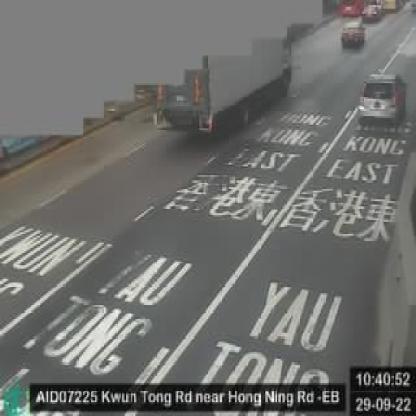 HONG
KONG
EAST
香港東
KONG
EAST
香港東
KWUN
YAU
TONG
YAU
TONG
AID07225 Kwun Tong Rd near Hong Ning Rd -EB
10:40:52
29-09-22